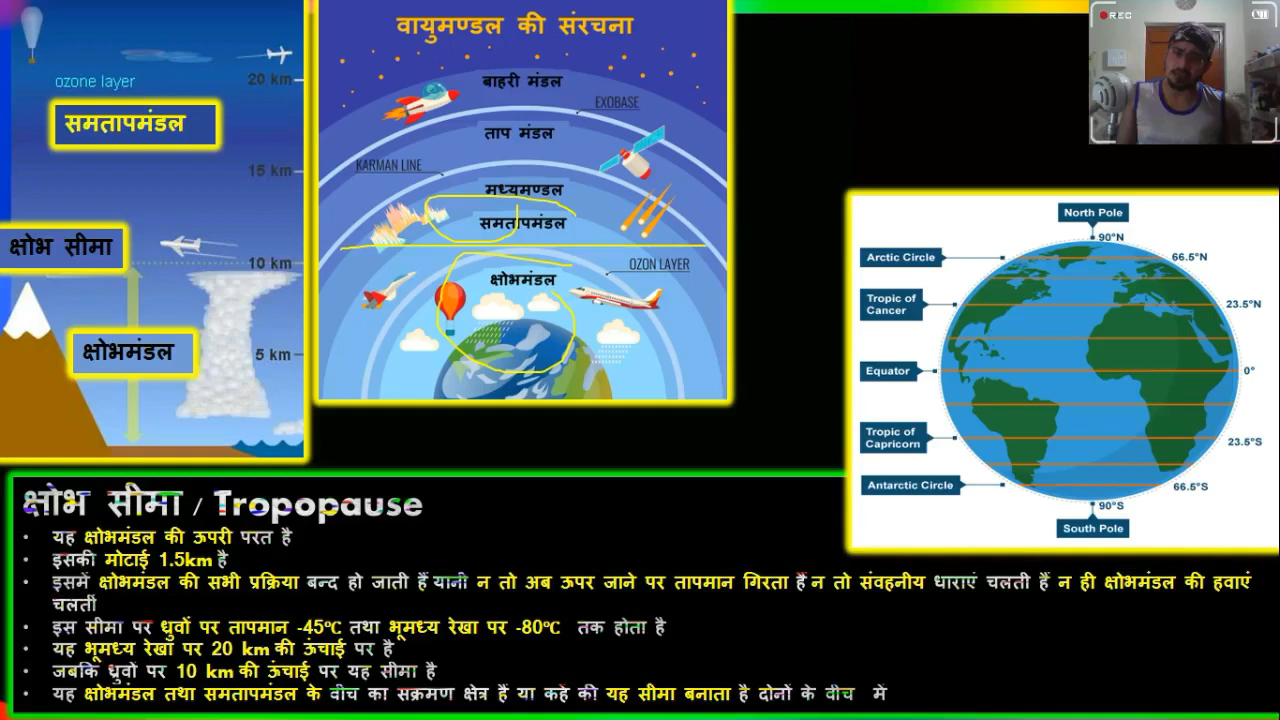 ozone layer
20 km
समतापमंडल
15 km
क्षोभ सीमा
10 km
क्षोभमंडल
5 km
वायुमण्डल की संरचना
बाहरी मंडल
EXOBASE
ताप मंडल
KARMAN LINE
मध्यमण्डल
समतापमंडल
OZON LAYER
क्षोभमंडल
REC
North Pole
90°N
Arctic Circle
66.5°N
Tropic of
Cancer
23.5°N
Equator
0°
Tropic of
Capricorn
23.5°S
Antarctic Circle
66.5°S
90°S
South Pole
क्षोभ सीमा / Tropopause
• यह क्षोभमंडल की ऊपरी परत है
• इसकी मोटाई 1.5km है
• इसमें क्षोभमंडल की सभी प्रक्रिया बन्द हो जाती हैं यानी न तो अब ऊपर जाने पर तापमान गिरता है न तो संवहनीय धाराएं चलती हैं न ही क्षोभमंडल की हवाएं
चलतीं
• इस सीमा पर ध्रुवों पर तापमान -45°C तथा भूमध्य रेखा पर -80°C तक होता है
• यह भूमध्य रेखा पर 20 km की ऊंचाई पर है
• जबकि ध्रुवों पर 10 km की ऊंचाई पर यह सीमा है
• यह क्षोभमंडल तथा समतापमंडल के वीच का सक्रमण क्षेत्र हैं या कहे की यह सीमा बनाता है दोनों के वीच में